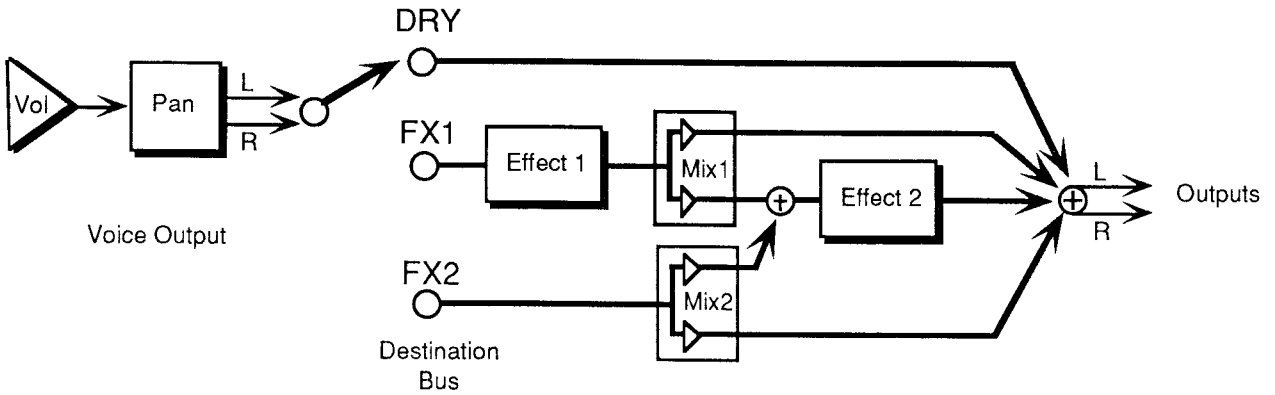 DRY
Vol
Pan
L
R
FX1
Effect 1
Mix1
Effect 2
L
R
Outputs
Voice Output
FX2
Mix2
Destination
Bus